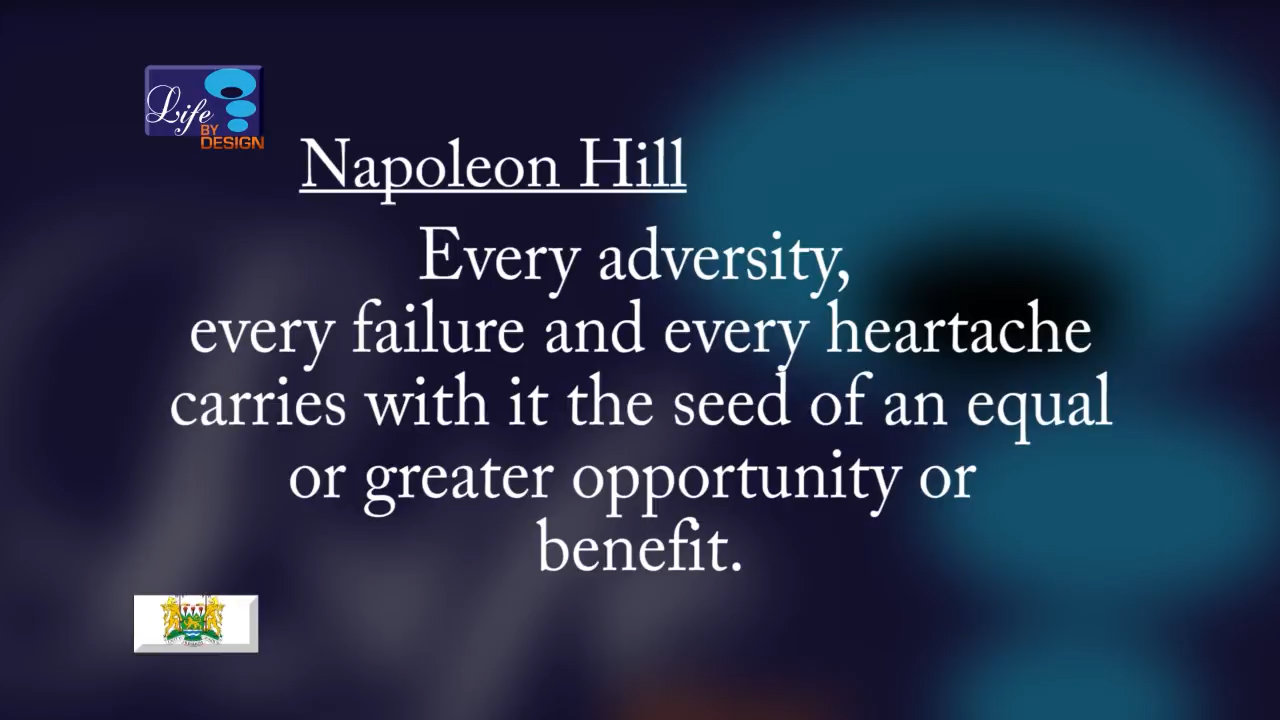 Life
BY
DESIGN
Napoleon Hill
Every adversity,
every failure and every heartache
carries with it the seed of an equal
or greater opportunity or
benefit.